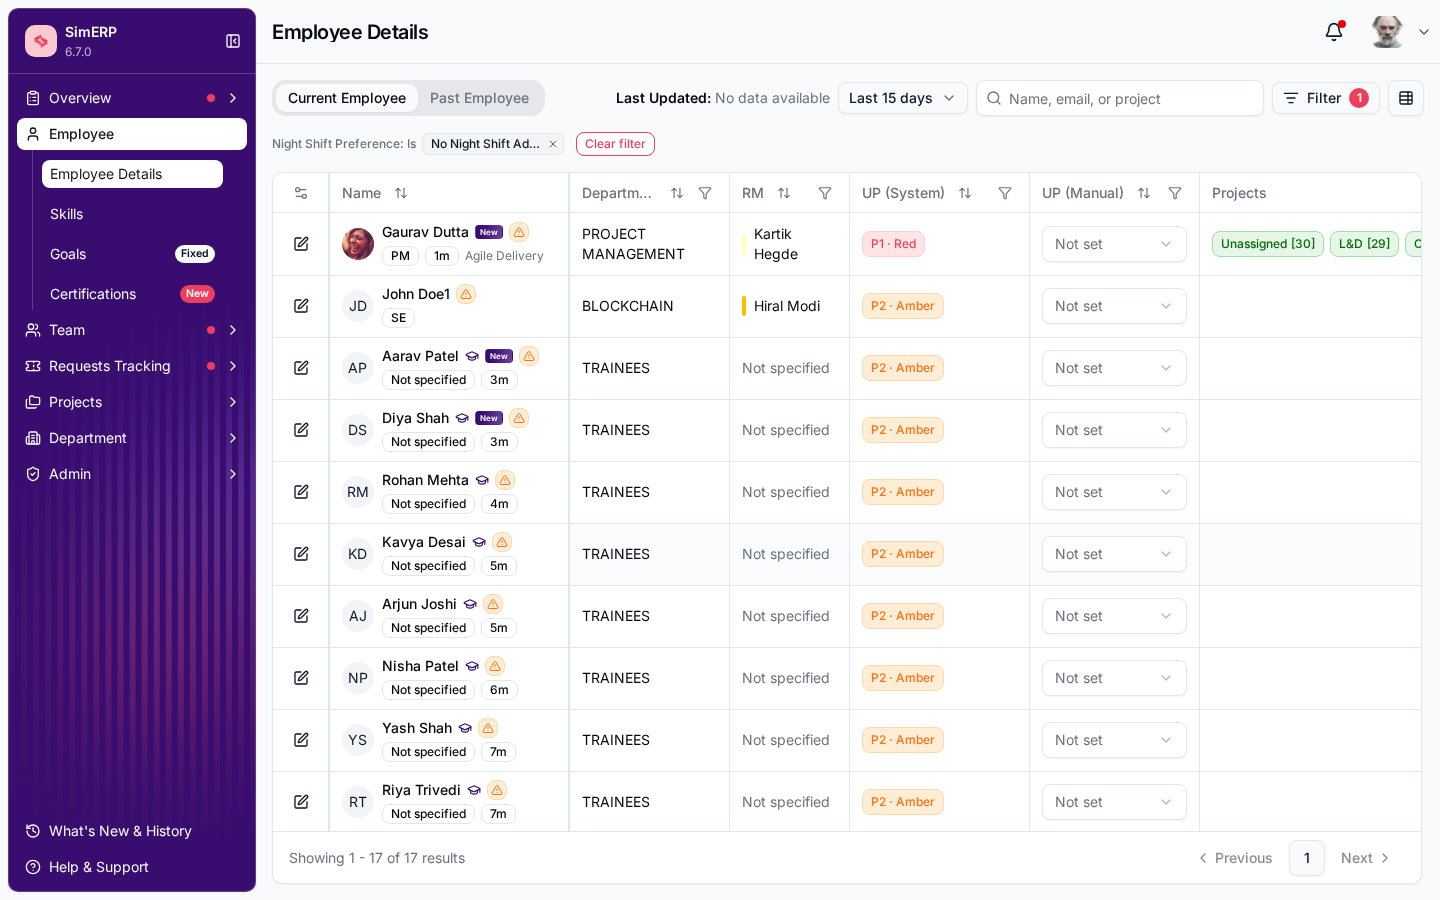 SimERP
6.7.0
Overview
Employee
Employee Details
Skills
Goals
Fixed
Certifications
New
Team
Requests Tracking
Projects
Department
Admin
What's New & History
Help & Support
Employee Details
Current Employee
Past Employee
Last Updated: No data available
Last 15 days
Name, email, or project
Filter
1
Night Shift Preference: Is
No Night Shift Ad...
Clear filter
Name
Departm...
RM
UP (System)
UP (Manual)
Projects
Gaurav Dutta
New
PM
1m
Agile Delivery
PROJECT
MANAGEMENT
Kartik
Hegde
P1 · Red
Not set
Unassigned [30]
L&D [29]
JD
John Doe1
SE
BLOCKCHAIN
Hiral Modi
P2 · Amber
Not set
AP
Aarav Patel
New
Not specified
3m
TRAINEES
Not specified
P2 · Amber
Not set
DS
Diya Shah
New
Not specified
3m
TRAINEES
Not specified
P2 · Amber
Not set
RM
Rohan Mehta
Not specified
4m
TRAINEES
Not specified
P2 · Amber
Not set
KD
Kavya Desai
Not specified
5m
TRAINEES
Not specified
P2 · Amber
Not set
AJ
Arjun Joshi
Not specified
5m
TRAINEES
Not specified
P2 · Amber
Not set
NP
Nisha Patel
Not specified
6m
TRAINEES
Not specified
P2 · Amber
Not set
YS
Yash Shah
Not specified
7m
TRAINEES
Not specified
P2 · Amber
Not set
RT
Riya Trivedi
Not specified
7m
TRAINEES
Not specified
P2 · Amber
Not set
Showing 1 - 17 of 17 results
Previous
1
Next